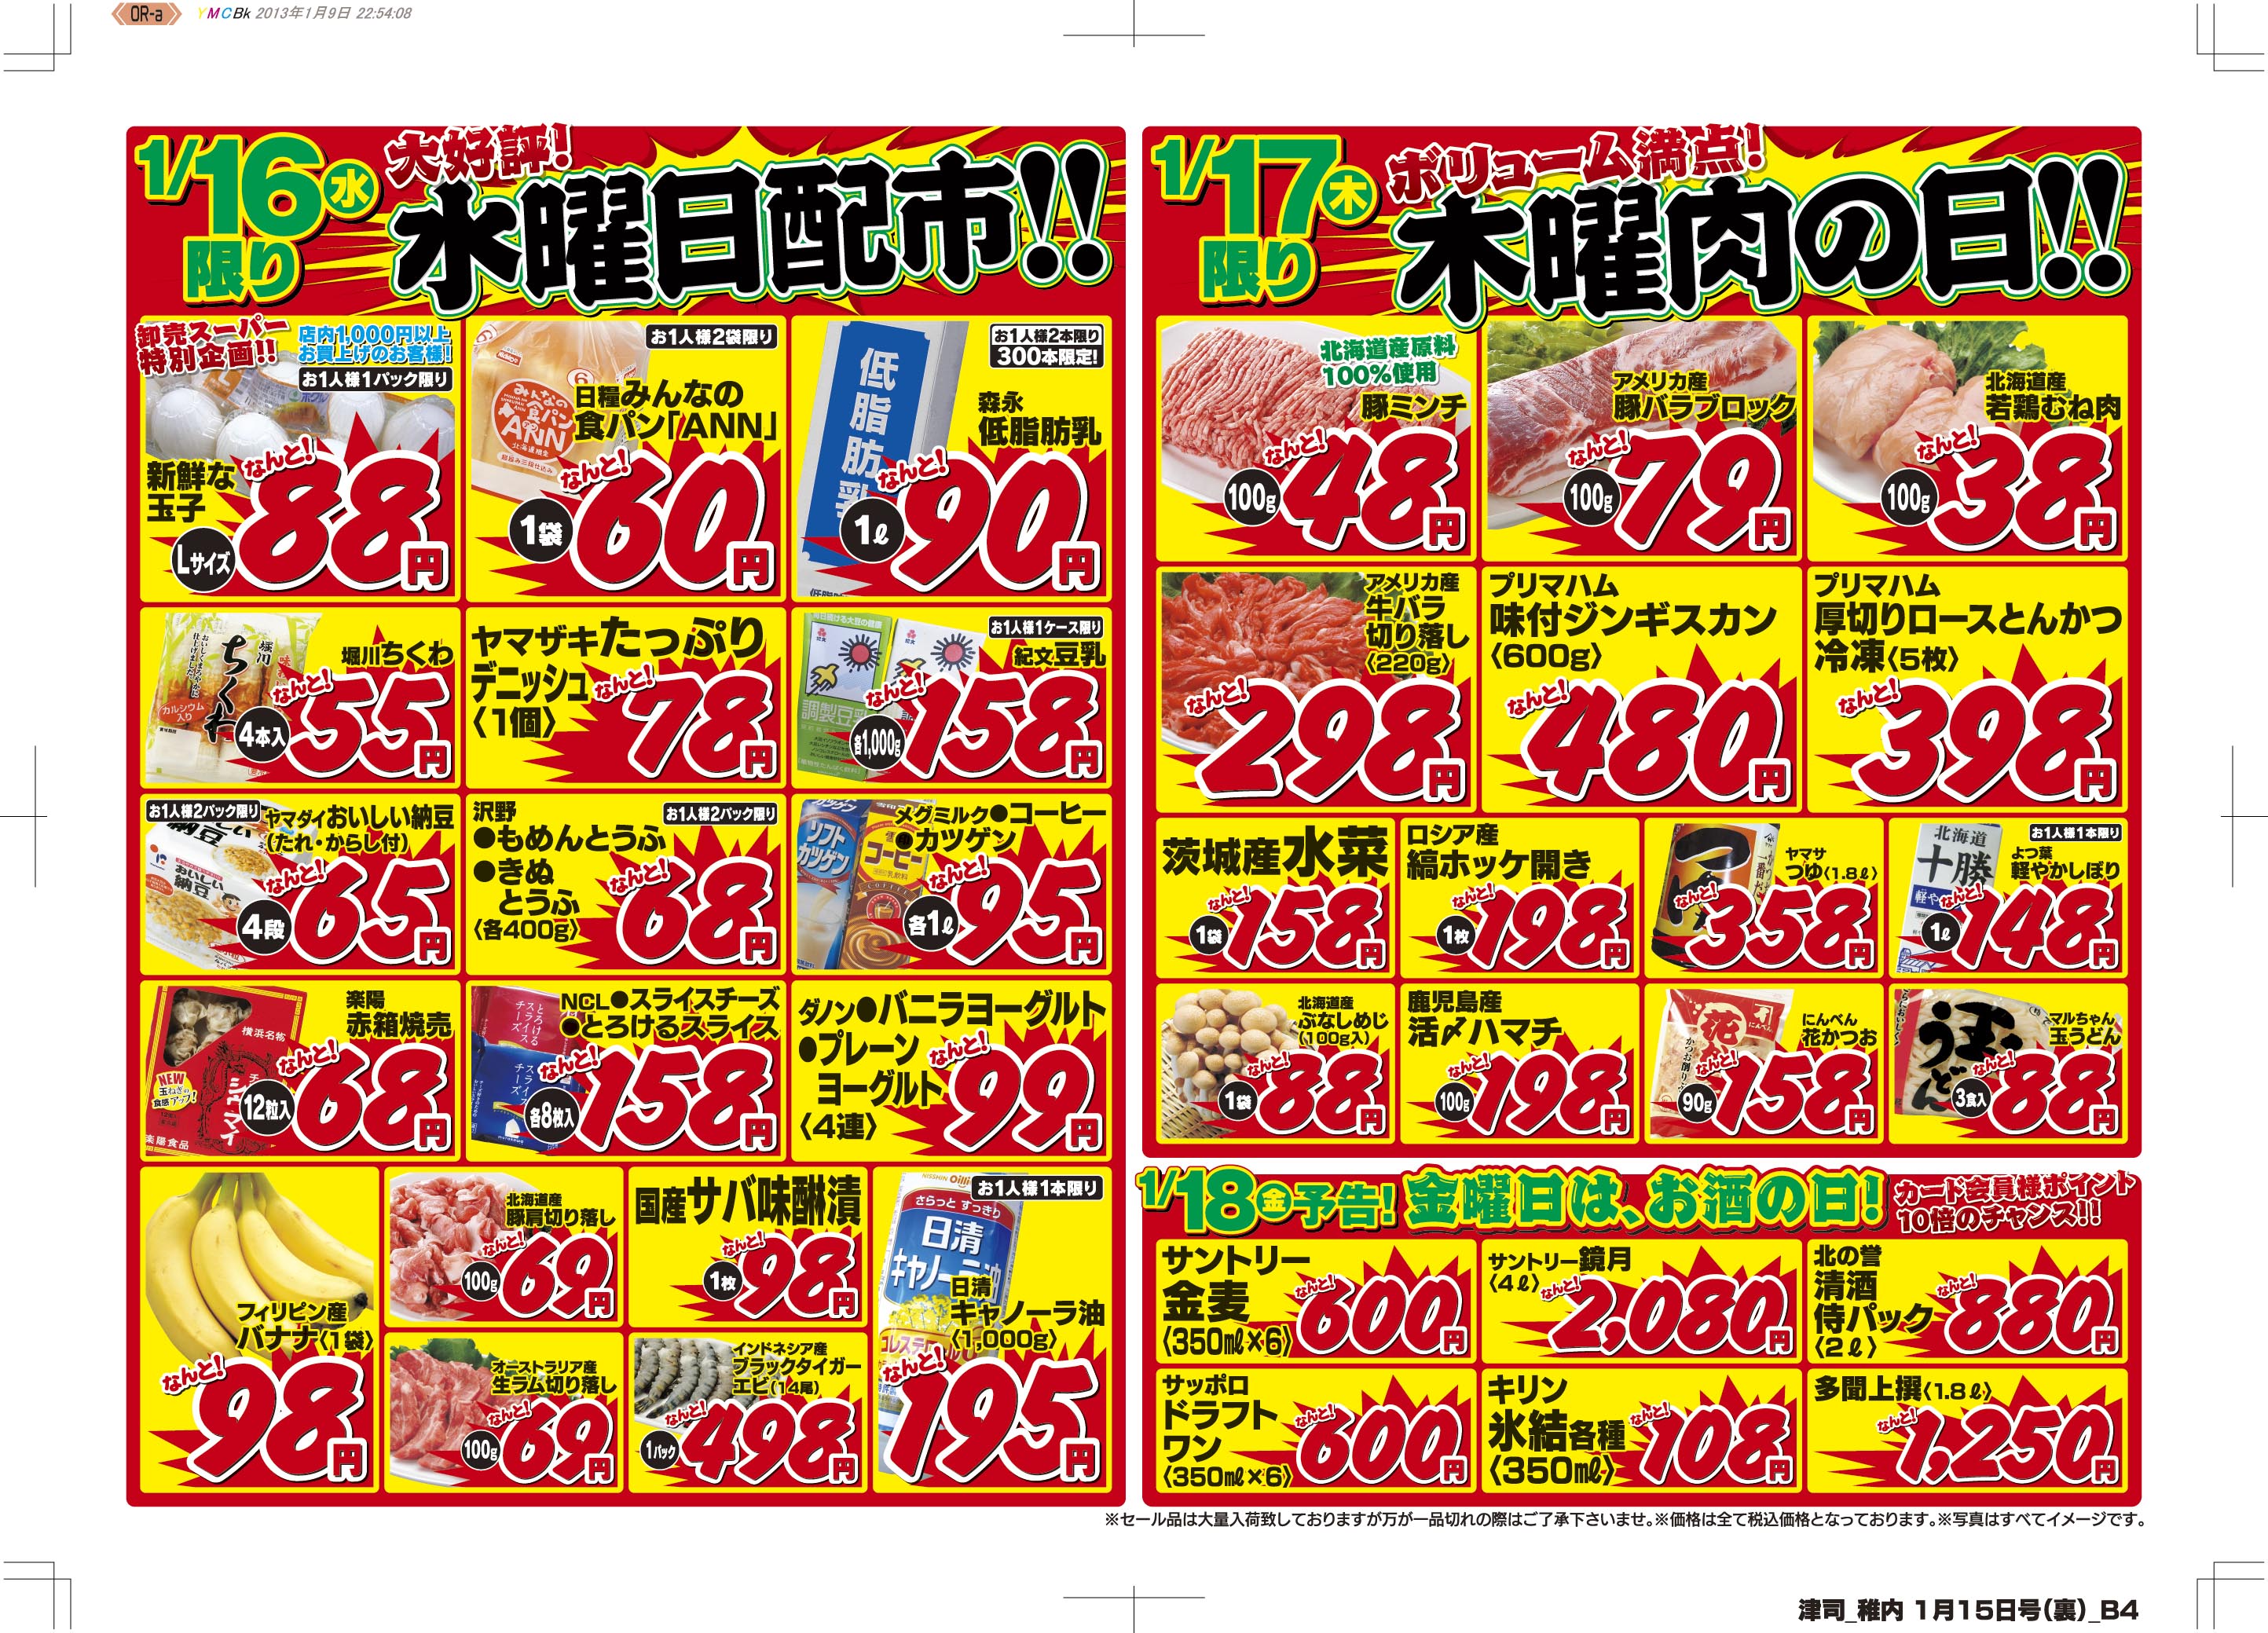 OR-a YMCBk 2013年1月9日 22:54:08
1/16水
限り
大好評!
水曜日配市!!
卸売スーパー
特別企画!!
店内1,000円以上
お買上げのお客様!
お1人様1パック限り
新鮮な
玉子
Lサイズ
なんと!
88円
お1人様2袋限り
日糧みんなの
食パン「ANN」
1袋
なんと!
60円
お1人様2本限り
300本限定!
森永
低脂肪乳
1ℓ
なんと!
90円
堀川ちくわ
4本入
なんと!
55円
ヤマザキたっぷり
デニッシュ
〈1個〉
なんと!
78円
お1人様1ケース限り
紀文豆乳
各1,000g
なんと!
158円
お1人様2パック限り
ヤマダイおいしい納豆
(たれ・からし付)
4段
なんと!
65円
沢野
お1人様2パック限り
●もめんとうふ
●きぬ
とうふ
〈各400g〉
なんと!
68円
メグミルク●コーヒー
●カツゲン
各1ℓ
なんと!
95円
楽陽
赤箱焼売
12粒入
なんと!
68円
NCL●スライスチーズ
●とろけるスライス
各8枚入
なんと!
158円
ダノン●バニラヨーグルト
●プレーン
ヨーグルト
〈4連〉
なんと!
99円
フィリピン産
バナナ〈1袋〉
なんと!
98円
北海道産
豚肩切り落し
100g
なんと!
69円
国産サバ味醂漬
1枚
なんと!
98円
オーストラリア産
生ラム切り落し
100g
なんと!
69円
インドネシア産
ブラックタイガー
エビ(14尾)
1パック
なんと!
498円
お1人様1本限り
日清
キャノーラ油
〈1,000g〉
なんと!
195円
1/17木
限り
ボリューム満点!
木曜肉の日!!
北海道産原料
100%使用
豚ミンチ
100g
なんと!
48円
アメリカ産
豚バラブロック
100g
なんと!
79円
北海道産
若鶏むね肉
100g
なんと!
38円
アメリカ産
牛バラ
切り落し
〈220g〉
なんと!
298円
プリマハム
味付ジンギスカン
〈600g〉
なんと!
480円
プリマハム
厚切りロースとんかつ
冷凍〈5枚〉
なんと!
398円
茨城産水菜
1袋
なんと!
158円
ロシア産
縞ホッケ開き
1枚
なんと!
198円
ヤマサ
つゆ〈1.8ℓ〉
なんと!
358円
お1人様1本限り
よつ葉
軽やかしぼり
1ℓ
なんと!
148円
北海道産
ぶなしめじ
(100g入)
1袋
なんと!
88円
鹿児島産
活〆ハマチ
100g
なんと!
198円
にんべん
花かつお
90g
なんと!
158円
マルちゃん
玉うどん
3食入
なんと!
88円
1/18金予告!金曜日は、お酒の日!
カード会員様ポイント
10倍のチャンス!!
サントリー
金麦
〈350㎖×6〉
なんと!
600円
サントリー鏡月
〈4ℓ〉
なんと!
2,080円
北の誉
清酒
侍パック
〈2ℓ〉
なんと!
880円
サッポロ
ドラフト
ワン
〈350㎖×6〉
なんと!
600円
キリン
氷結各種
〈350㎖〉
なんと!
108円
多聞上撰〈1.8ℓ〉
なんと!
1,250円
※セール品は大量入荷致しておりますが万が一品切れの際はご了承下さいませ。※価格は全て税込価格となっております。※写真はすべてイメージです。
津司_稚内 1月15日号(裏)_B4